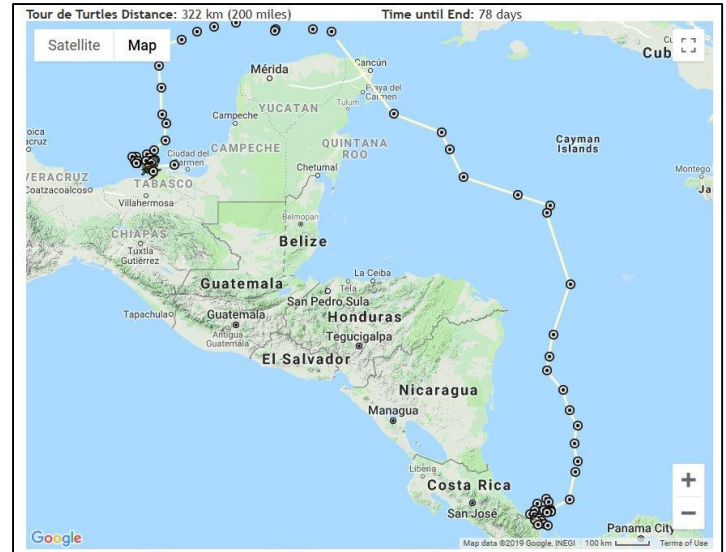 Tour de Turtles Distance: 322 km (200 miles) Time until End: 78 days
Satellite Map
Cuba
Cancún
Mérida
Playa del
Carmen
Tulum
YUCATAN
Campeche
QUINTANA
ROO
CAMPECHE
Cayman
Islands
Ciudad del
Carmen
VERACRUZ
Coatzacoalcos
TABASCO
Chetumal
Montego
Villahermosa
Belmopan
CHIAPAS
Belize
Tuxtla
Gutiérrez
La Ceiba
Tela
Guatemala
San Pedro Sula
Tapachula
Guatemala
Honduras
Antigua
Guatemala
Tegucigalpa
El Salvador
Nicaragua
Managua
Liberia
Costa Rica
San José
Panama City
Google
Map data ©2019 Google, INEGI 100 km Terms of Use